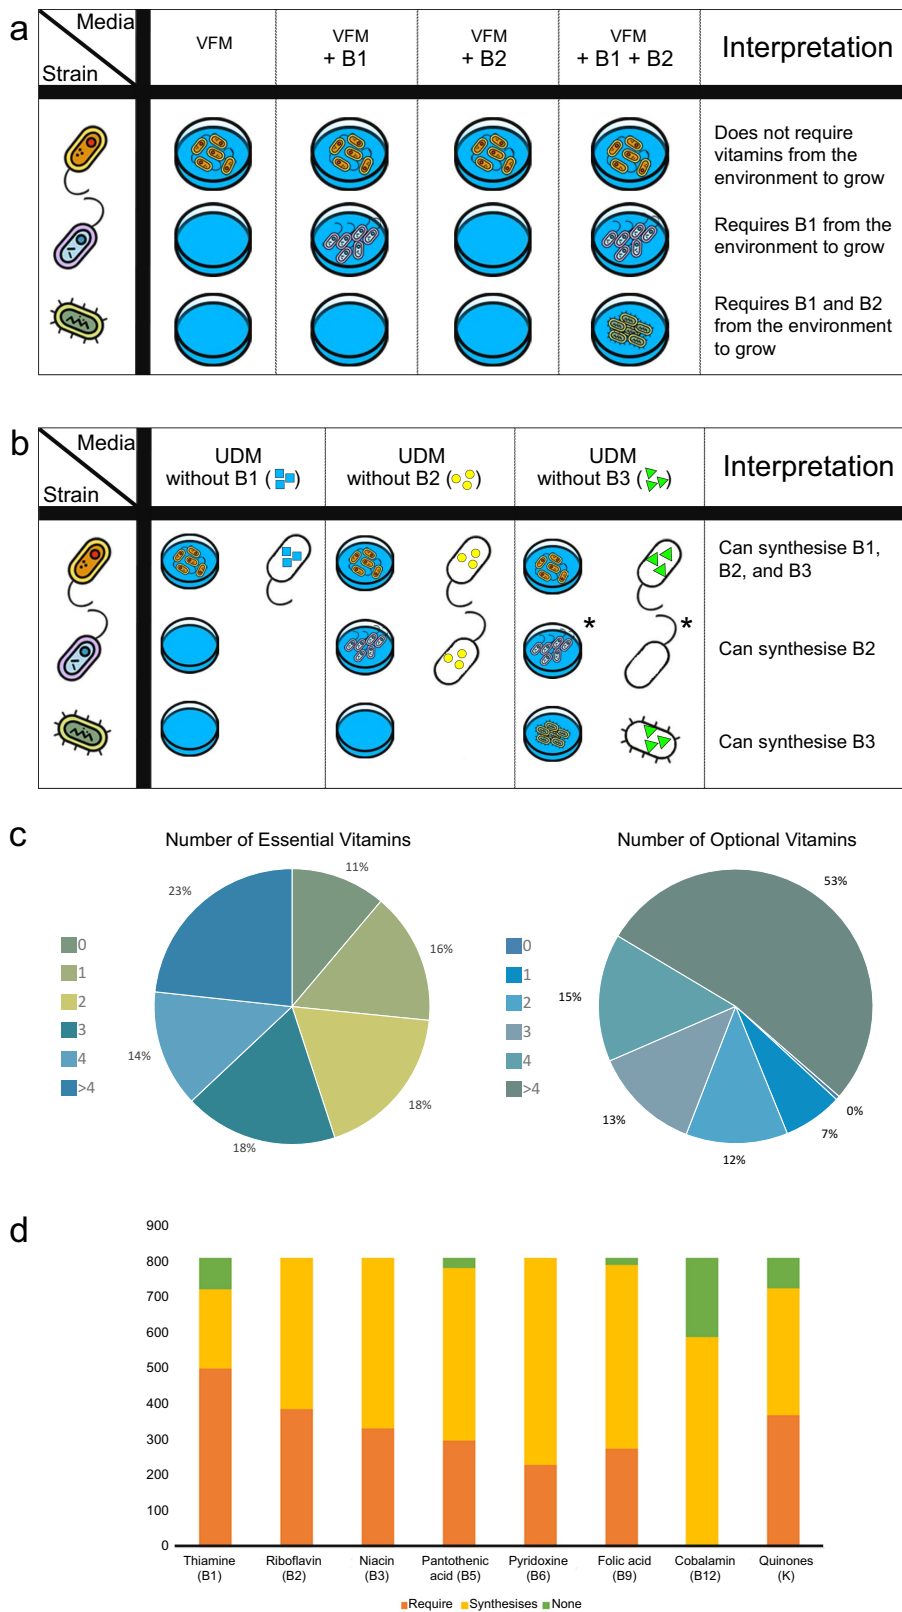 a
Media
Strain
VFM
VFM
+ B1
VFM
+ B2
VFM
+ B1 + B2
Interpretation
Does not require
vitamins from the
environment to grow
Requires B1 from the
environment to grow
Requires B1 and B2
from the environment
to grow
b
Media
Strain
UDM
without B1 ( )
UDM
without B2 ( )
UDM
without B3 ( )
Interpretation
Can synthesise B1,
B2, and B3
* *
Can synthesise B2
Can synthesise B3
c
Number of Essential Vitamins
0
1
2
3
4
>4
11%
16%
18%
18%
14%
23%
Number of Optional Vitamins
0
1
2
3
4
>4
53%
0%
7%
12%
13%
15%
d
900
800
700
600
500
400
300
200
100
0
Thiamine
(B1)
Riboflavin
(B2)
Niacin
(B3)
Pantothenic
acid (B5)
Pyridoxine
(B6)
Folic acid
(B9)
Cobalamin
(B12)
Quinones
(K)
Require Synthesises None